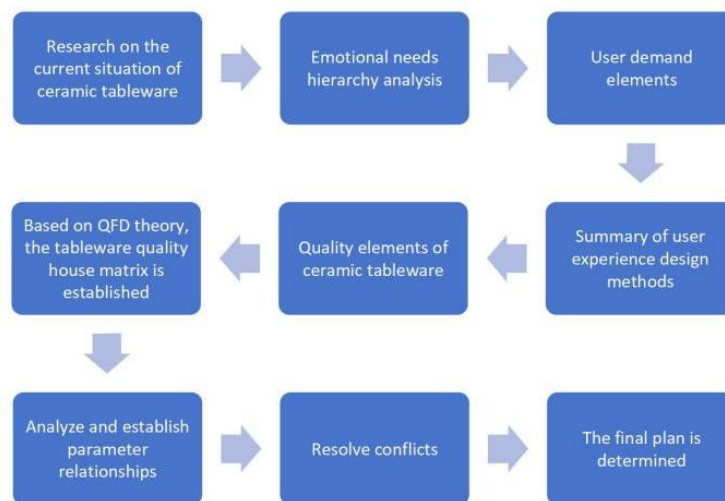 Research on the
current situation of
ceramic tableware
Emotional needs
hierarchy analysis
User demand
elements
Summary of user
experience design
methods
Quality elements of
ceramic tableware
Based on QFD theory,
the tableware quality
house matrix is
established
Analyze and establish
parameter
relationships
Resolve conflicts
The final plan is
determined